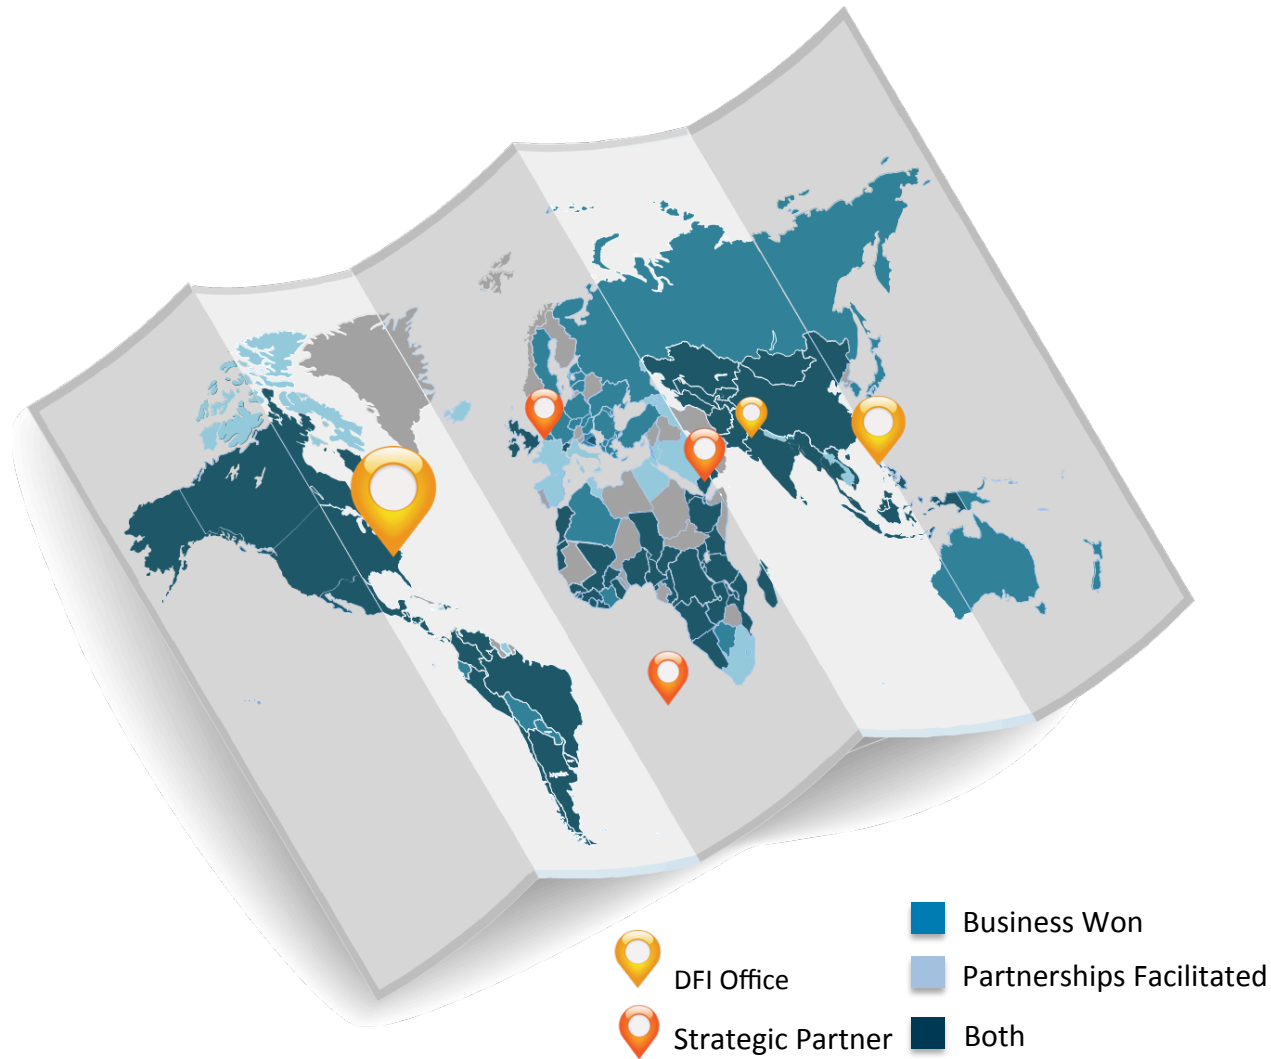 DFI Office
Strategic Partner
Business Won
Partnerships Facilitated
Both